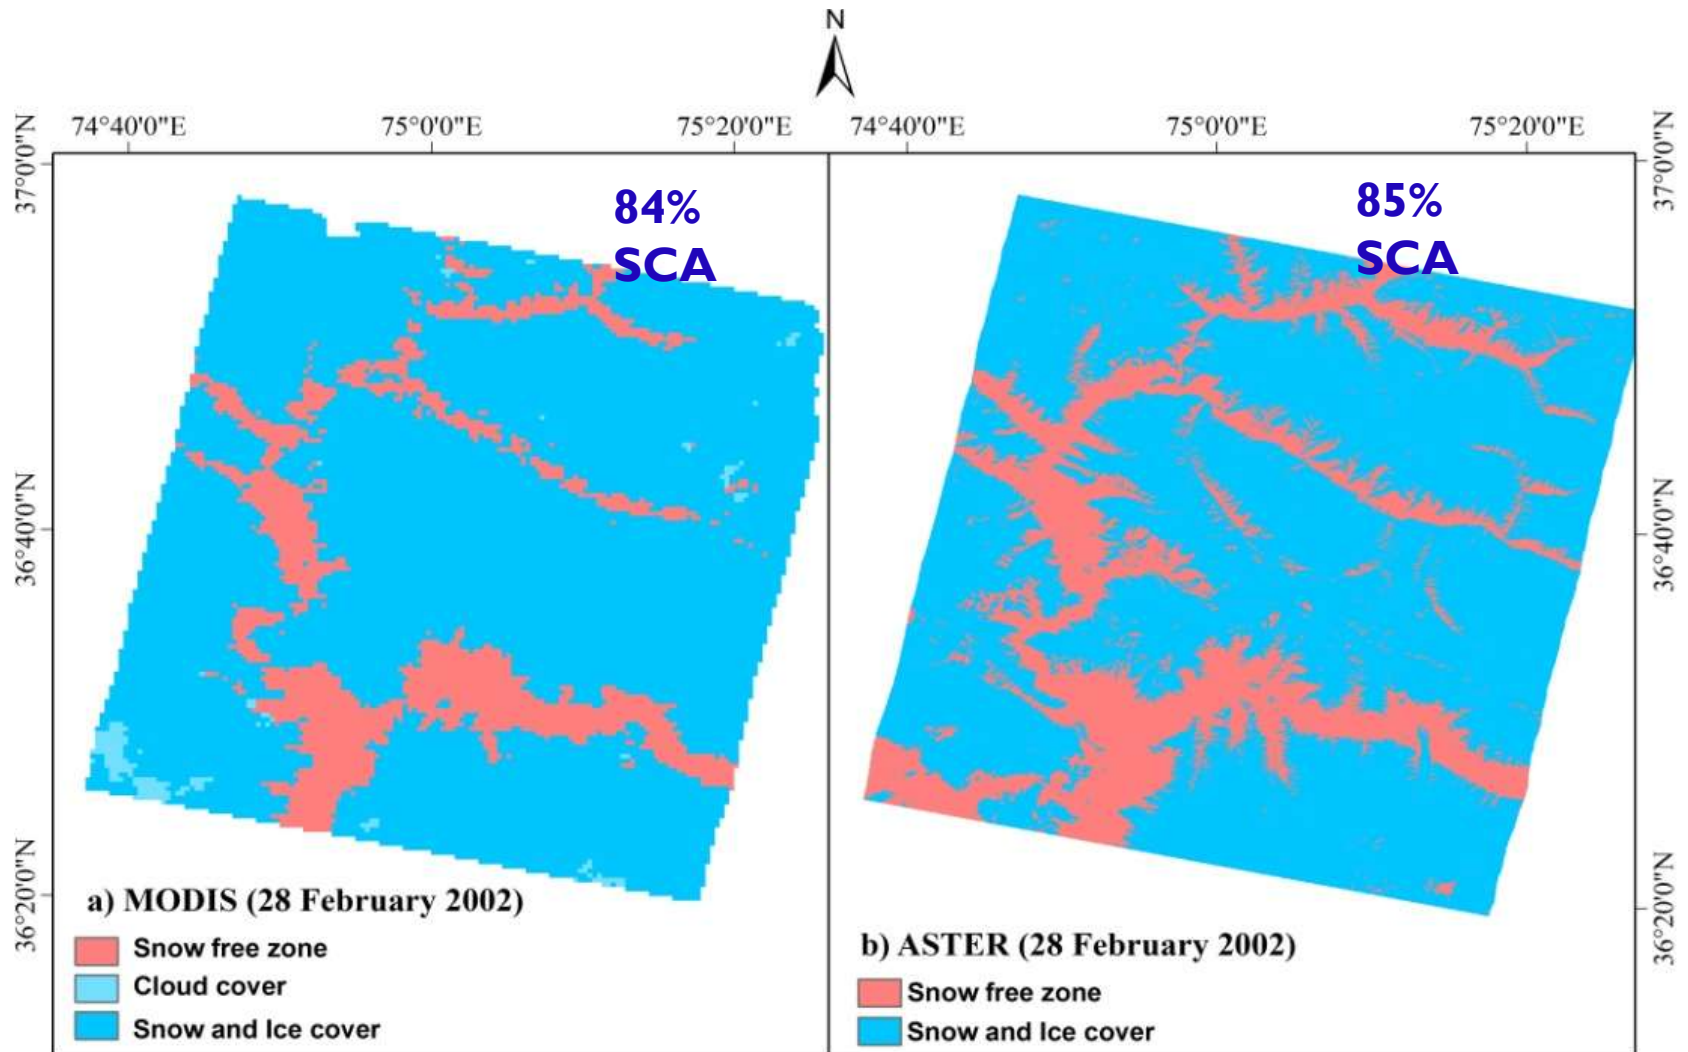 N
74°40'0"E 75°0'0"E 75°20'0"E 74°40'0"E 75°0'0"E 75°20'0"E
37°0'0"N
36°40'0"N
36°20'0"N
84%
SCA
a) MODIS (28 February 2002)
Snow free zone
Cloud cover
Snow and Ice cover
85%
SCA
b) ASTER (28 February 2002)
Snow free zone
Snow and Ice cover
37°0'0"N
36°40'0"N
36°20'0"N